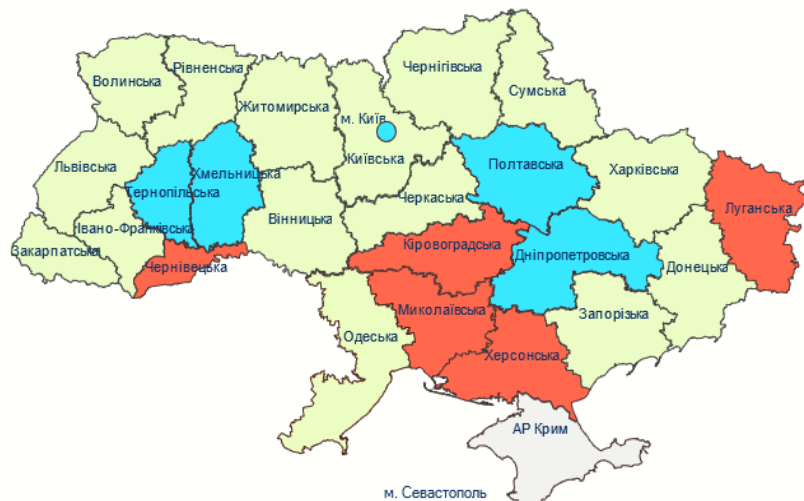 Волинська
Рівненська
Житомирська
Чернігівська
Сумська
м. Київ
Київська
Львівська
Тернопільська
Хмельницька
Полтавська
Харківська
Черкаська
Луганська
Вінницька
Івано-Франківська
Закарпатська
Чернівецька
Кіровоградська
Дніпропетровська
Донецька
Миколаївська
Запорізька
Одеська
Херсонська
АР Крим
м. Севастополь